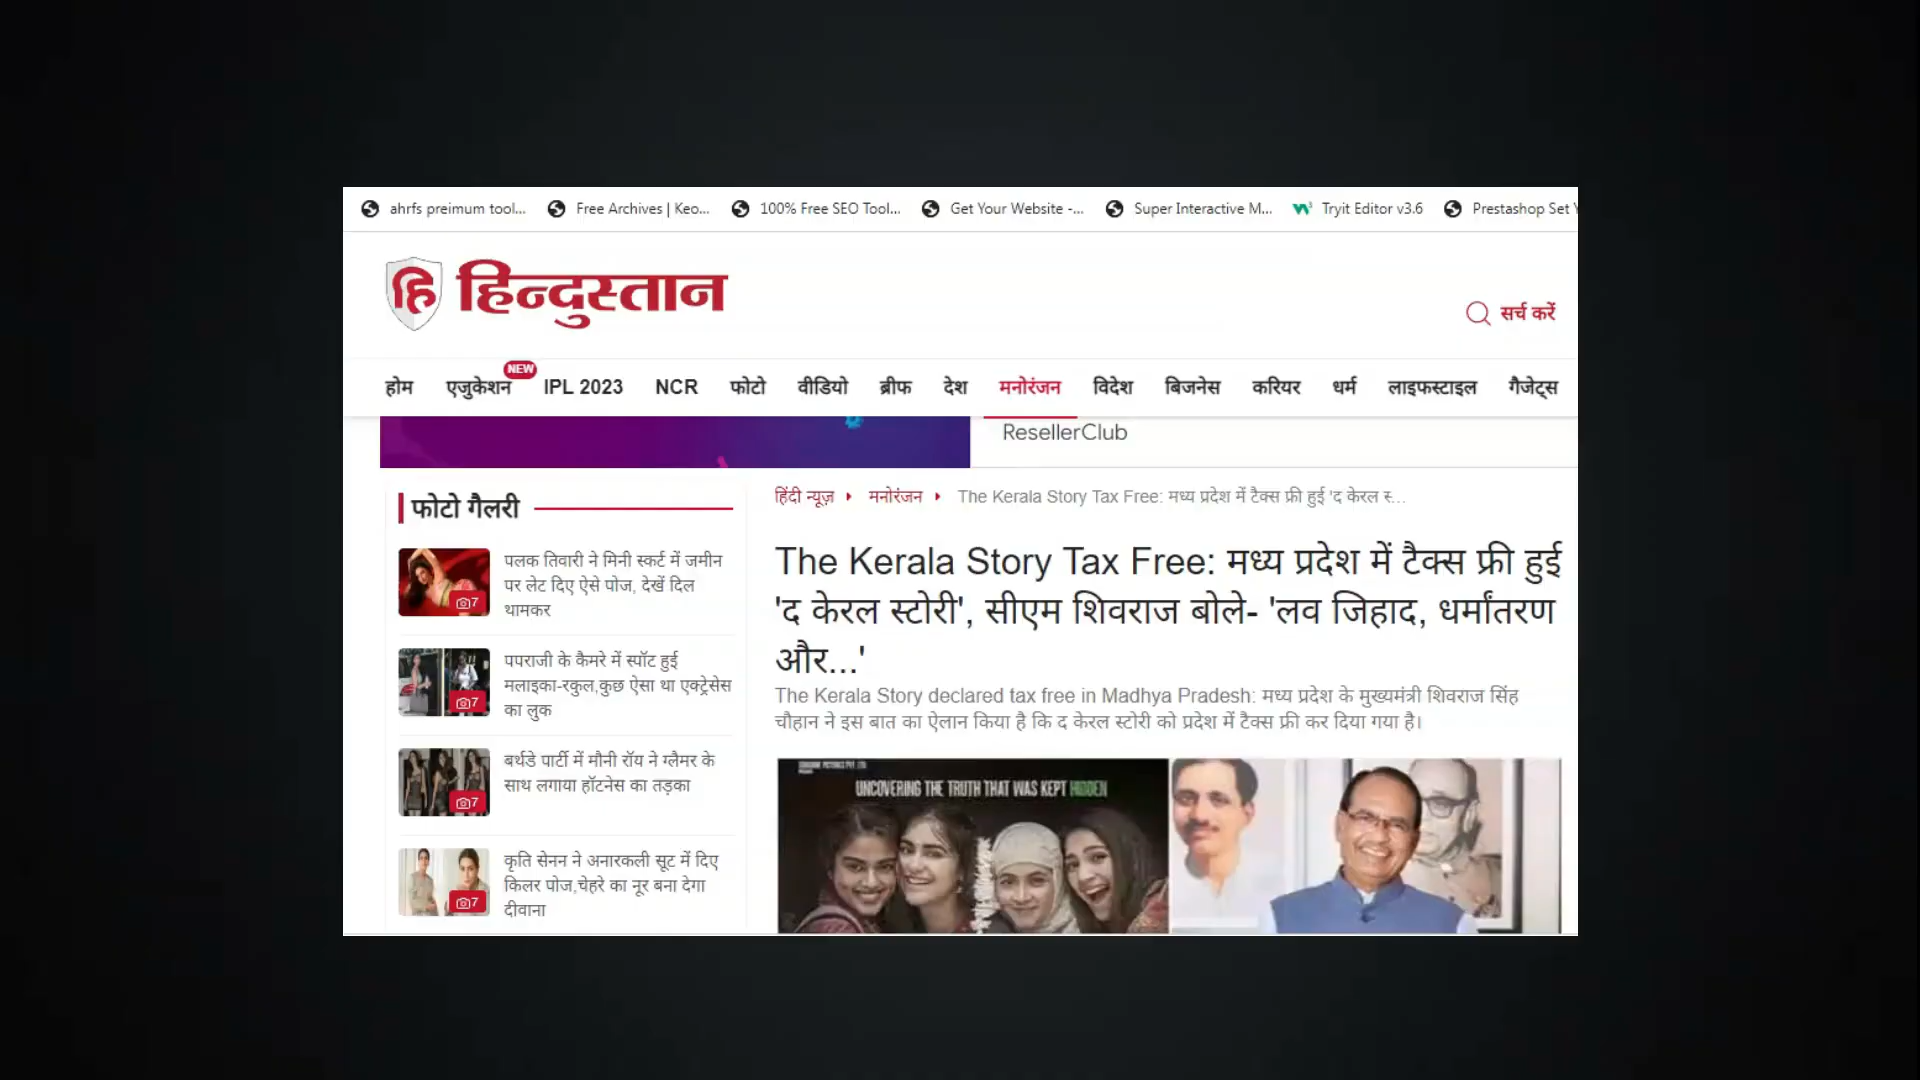 ahrfs preimum tool... Free Archives | Keo... 100% Free SEO Tool... Get Your Website -... Super Interactive M... Tryit Editor v3.6 Prestashop Set
हि हिन्दुस्तान
सर्च करें
NEW
होम एजुकेशन IPL 2023 NCR फोटो वीडियो ब्रीफ देश मनोरंजन विदेश बिजनेस करियर धर्म लाइफस्टाइल गैजेट्स
ResellerClub
फोटो गैलरी
पलक तिवारी ने मिनी स्कर्ट में जमीन
पर लेट दिए ऐसे पोज, देखें दिल
थामकर
7
पपराजी के कैमरे में स्पॉट हुई
मलाइका-रकुल,कुछ ऐसा था एक्ट्रेसेस
का लुक
7
बर्थडे पार्टी में मौनी रॉय ने ग्लैमर के
साथ लगाया हॉटनेस का तड़का
7
कृति सेनन ने अनारकली सूट में दिए
किलर पोज,चेहरे का नूर बना देगा
दीवाना
7
हिंदी न्यूज़ मनोरंजन The Kerala Story Tax Free: मध्य प्रदेश में टैक्स फ्री हुई 'द केरल स्...
The Kerala Story Tax Free: मध्य प्रदेश में टैक्स फ्री हुई
'द केरल स्टोरी', सीएम शिवराज बोले- 'लव जिहाद, धर्मांतरण
और...'
The Kerala Story declared tax free in Madhya Pradesh: मध्य प्रदेश के मुख्यमंत्री शिवराज सिंह
चौहान ने इस बात का ऐलान किया है कि द केरल स्टोरी को प्रदेश में टैक्स फ्री कर दिया गया है।
UNCOVERING THE TRUTH THAT WAS KEPT HIDDEN